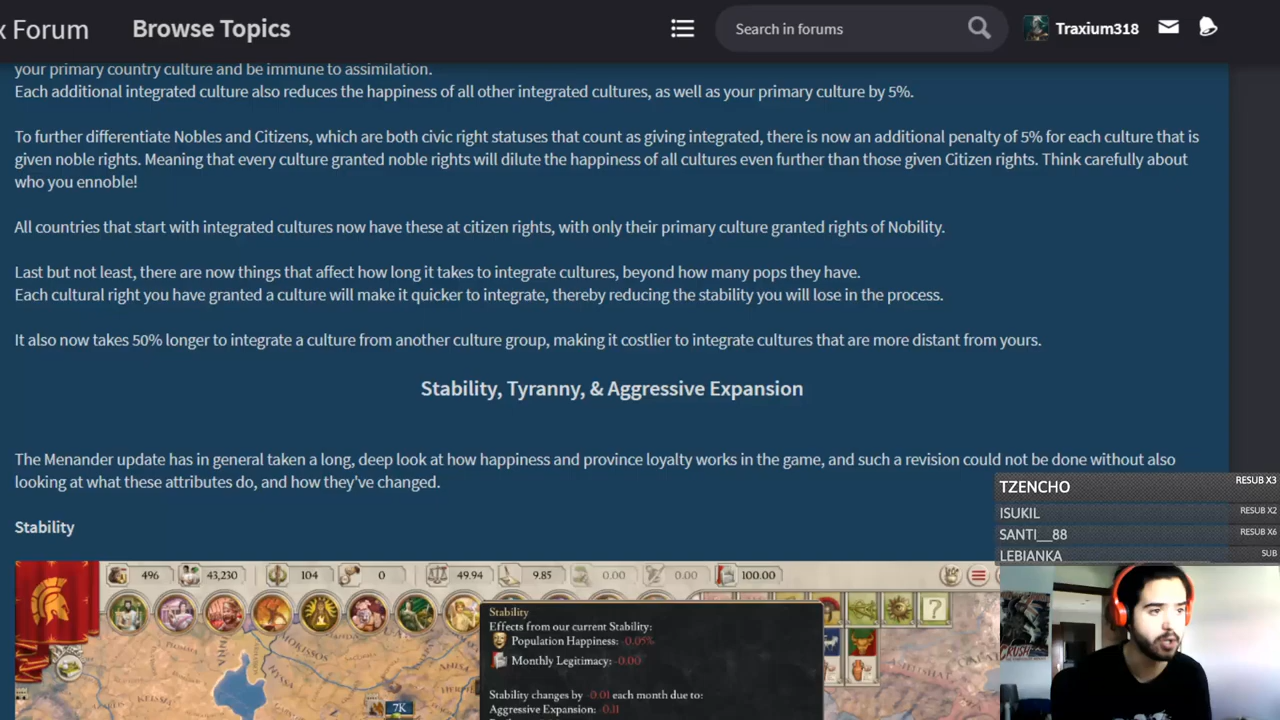 x Forum
Browse Topics
Search in forums
Traxium318
your primary country culture and be immune to assimilation.
Each additional integrated culture also reduces the happiness of all other integrated cultures, as well as your primary culture by 5%.
To further differentiate Nobles and Citizens, which are both civic right statuses that count as giving integrated, there is now an additional penalty of 5% for each culture that is
given noble rights. Meaning that every culture granted noble rights will dilute the happiness of all cultures even further than those given Citizen rights. Think carefully about
who you ennoble!
All countries that start with integrated cultures now have these at citizen rights, with only their primary culture granted rights of Nobility.
Last but not least, there are now things that affect how long it takes to integrate cultures, beyond how many pops they have.
Each cultural right you have granted a culture will make it quicker to integrate, thereby reducing the stability you will lose in the process.
It also now takes 50% longer to integrate a culture from another culture group, making it costlier to integrate cultures that are more distant from yours.
Stability, Tyranny, & Aggressive Expansion
The Menander update has in general taken a long, deep look at how happiness and province loyalty works in the game, and such a revision could not be done without also
looking at what these attributes do, and how they've changed.
Stability
TZENCHO RESUB X3
ISUKIL RESUB X2
SANTI__88 RESUB X6
LEBIANKA SUB
496 43,230 104 0 49.94 9.85 0.00 0.00 100.00
Stability
Effects from our current Stability:
Population Happiness: -0.05%
Monthly Legitimacy: -0.00
Stability changes by -0.01 each month due to:
Aggressive Expansion: -0.11
MOKISSOS
7K